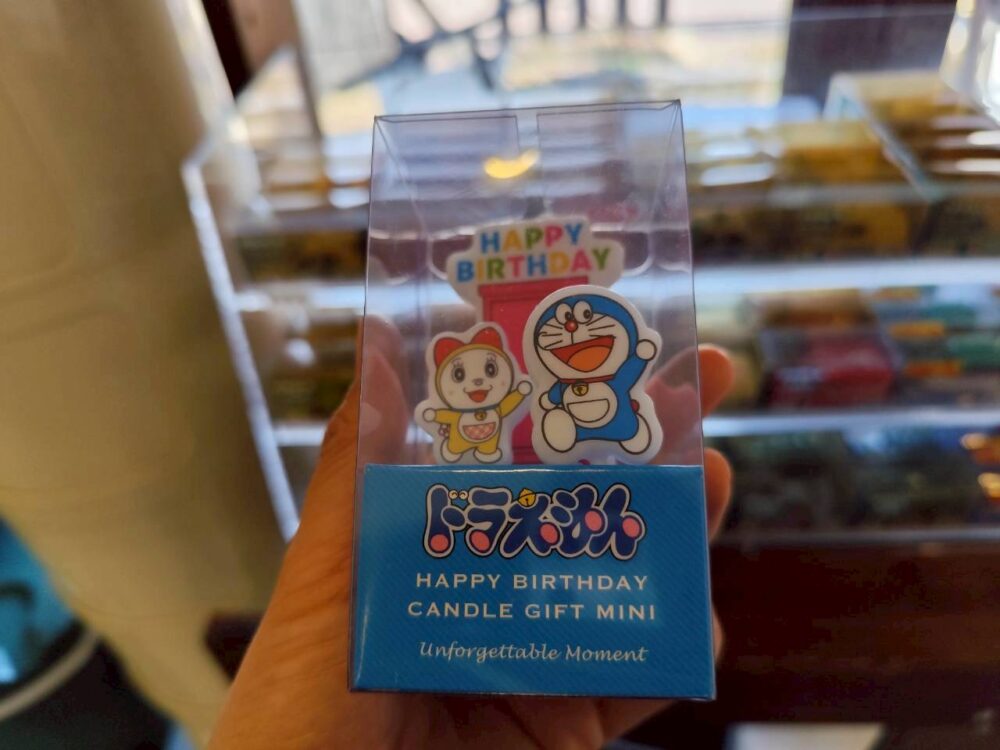 HAPPY
BIRTHDAY
ドラえもん
HAPPY BIRTHDAY
CANDLE GIFT MINI
Unforgettable Moment